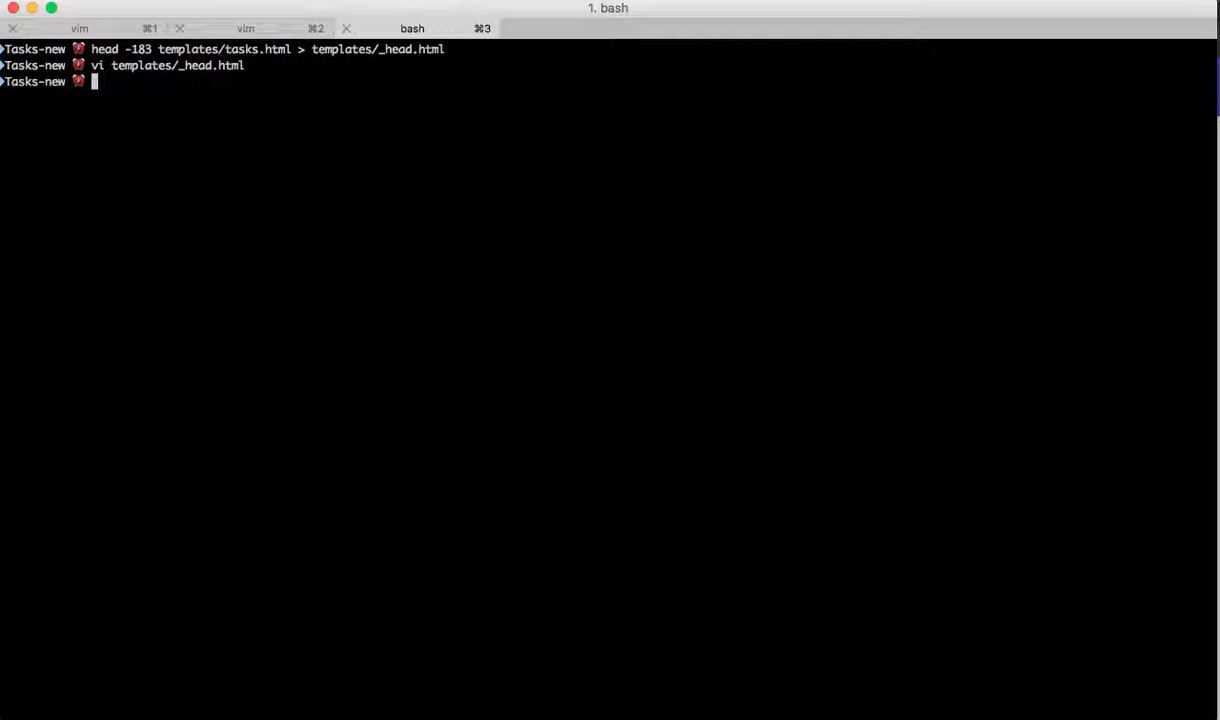 1. bash
vim ⌘1 vim ⌘2 bash ⌘3
Tasks-new ⏰ head -183 templates/tasks.html > templates/_head.html
Tasks-new ⏰ vi templates/_head.html
Tasks-new ⏰